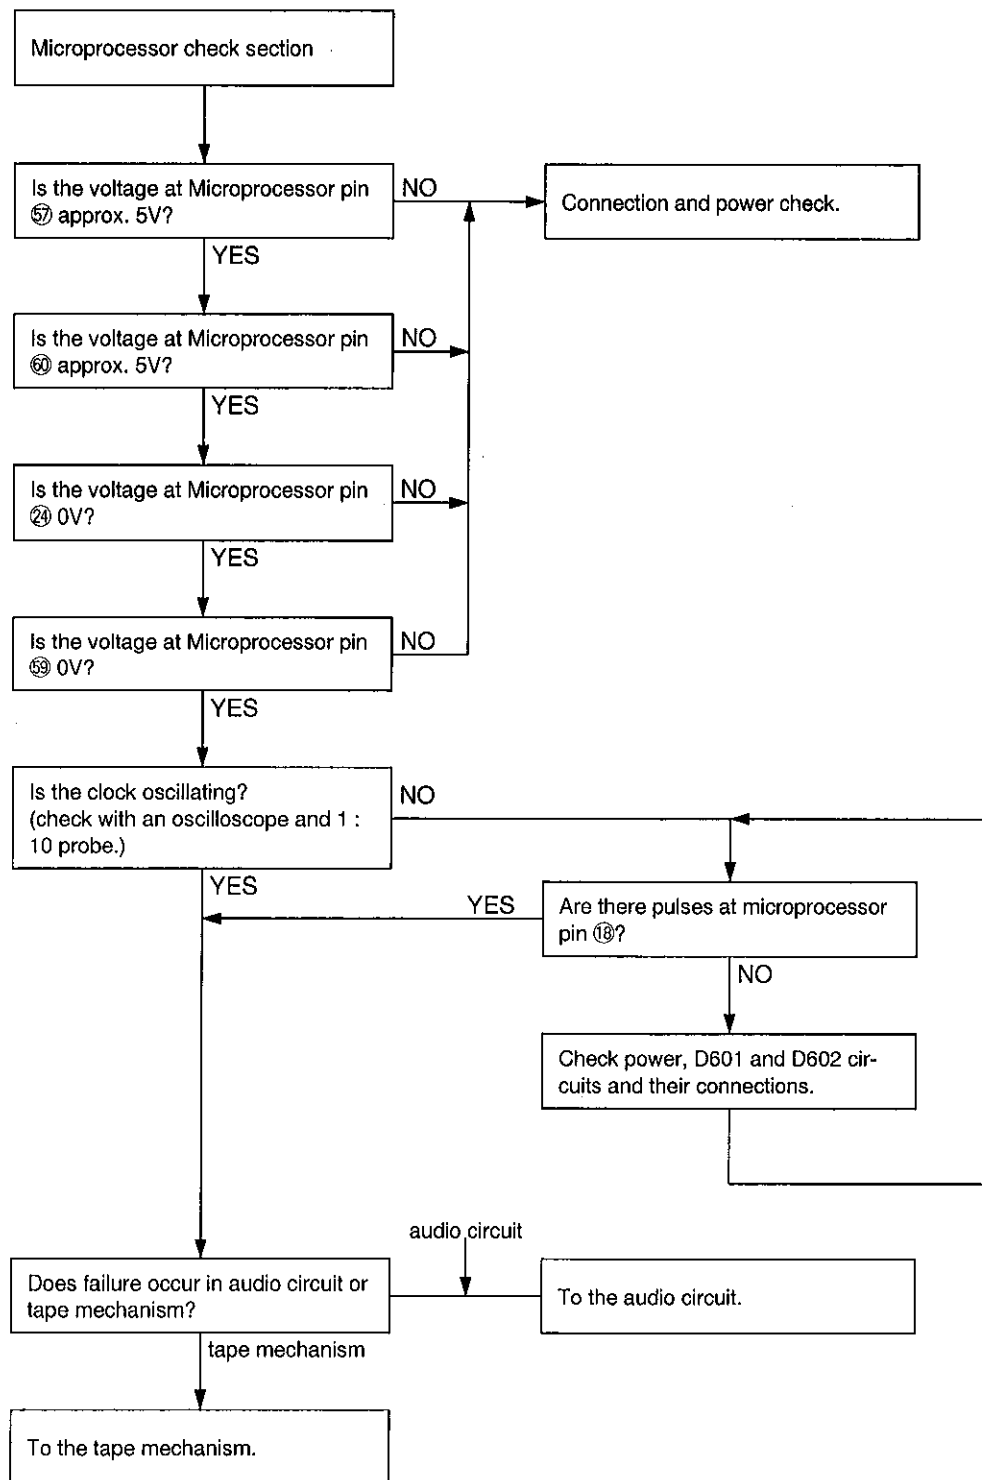 Microprocessor check section
Is the voltage at Microprocessor pin
㊼ approx. 5V?
NO
Connection and power check.
YES
Is the voltage at Microprocessor pin
60 approx. 5V?
NO
YES
Is the voltage at Microprocessor pin
㉔ 0V?
NO
YES
Is the voltage at Microprocessor pin
59 0V?
NO
YES
Is the clock oscillating?
(check with an oscilloscope and 1 :
10 probe.)
NO
YES
YES
Are there pulses at microprocessor
pin ⑱?
NO
Check power, D601 and D602 cir-
cuits and their connections.
audio circuit
Does failure occur in audio circuit or
tape mechanism?
To the audio circuit.
tape mechanism
To the tape mechanism.